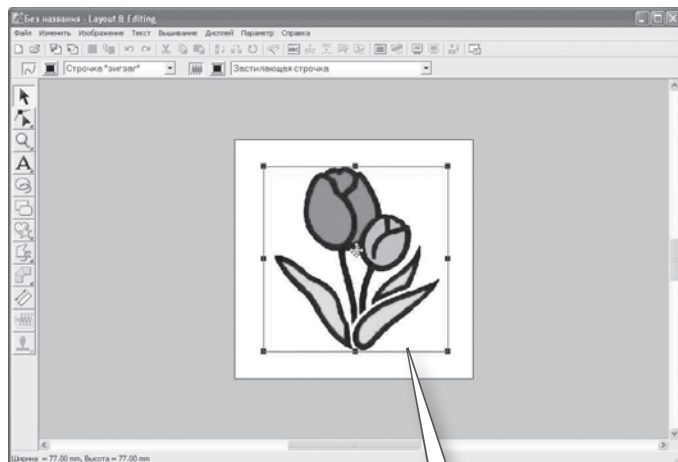 Без названия - Layout & Editing
Файл Изменить Изображение Текст Вышивание Дисплей Параметр Справка
Строчка "зигзаг" Застилающая строчка
Ширина = 77.00 mm, Высота = 77.00 mm